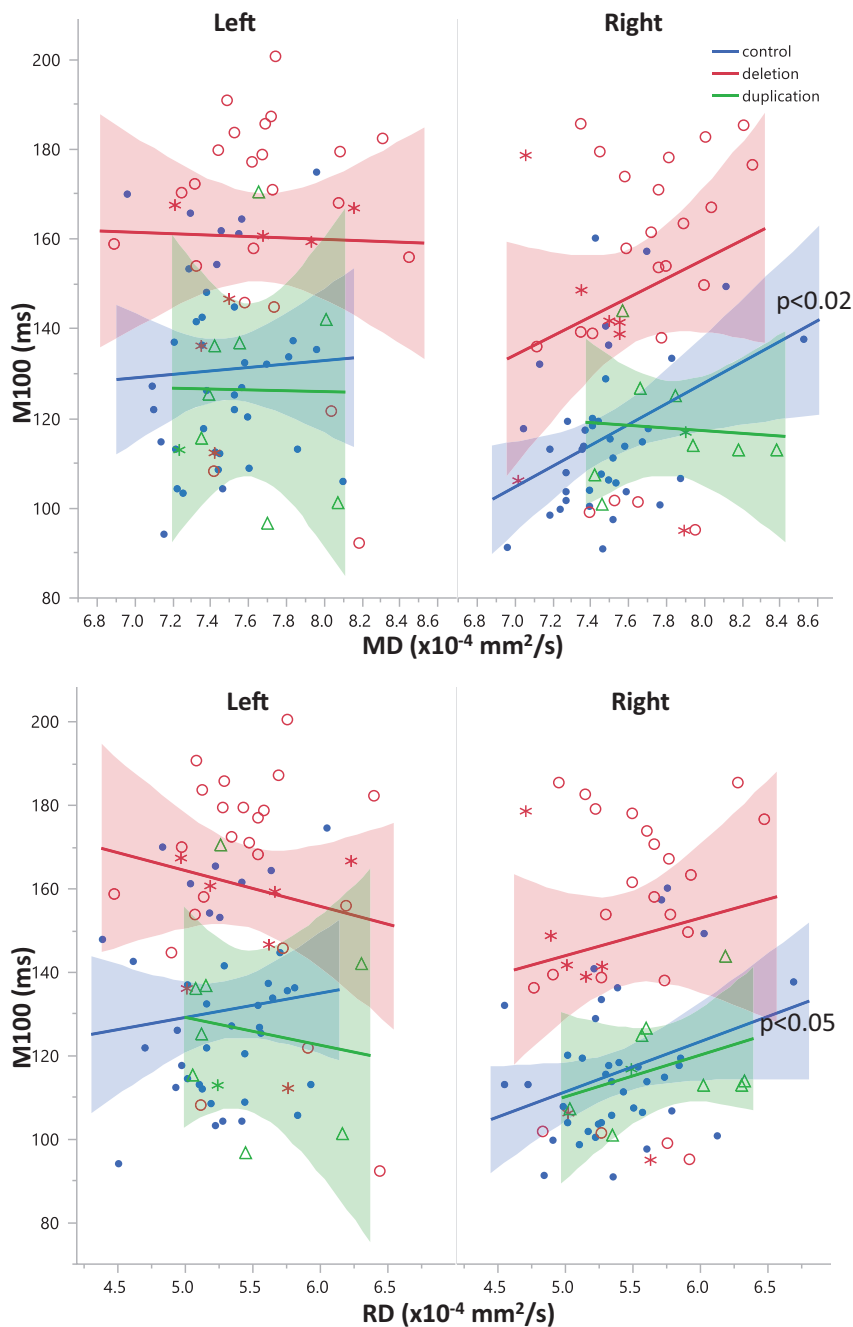 Left
Right
control
deletion
duplication
200
180
160
140
120
100
80
M100 (ms)
p<0.02
6.8 7.0 7.2 7.4 7.6 7.8 8.0 8.2 8.4 8.6
6.8 7.0 7.2 7.4 7.6 7.8 8.0 8.2 8.4 8.6
MD (x10⁻⁴ mm²/s)
Left
Right
200
180
160
140
120
100
80
M100 (ms)
p<0.05
4.5 5.0 5.5 6.0 6.5
4.5 5.0 5.5 6.0 6.5
RD (x10⁻⁴ mm²/s)